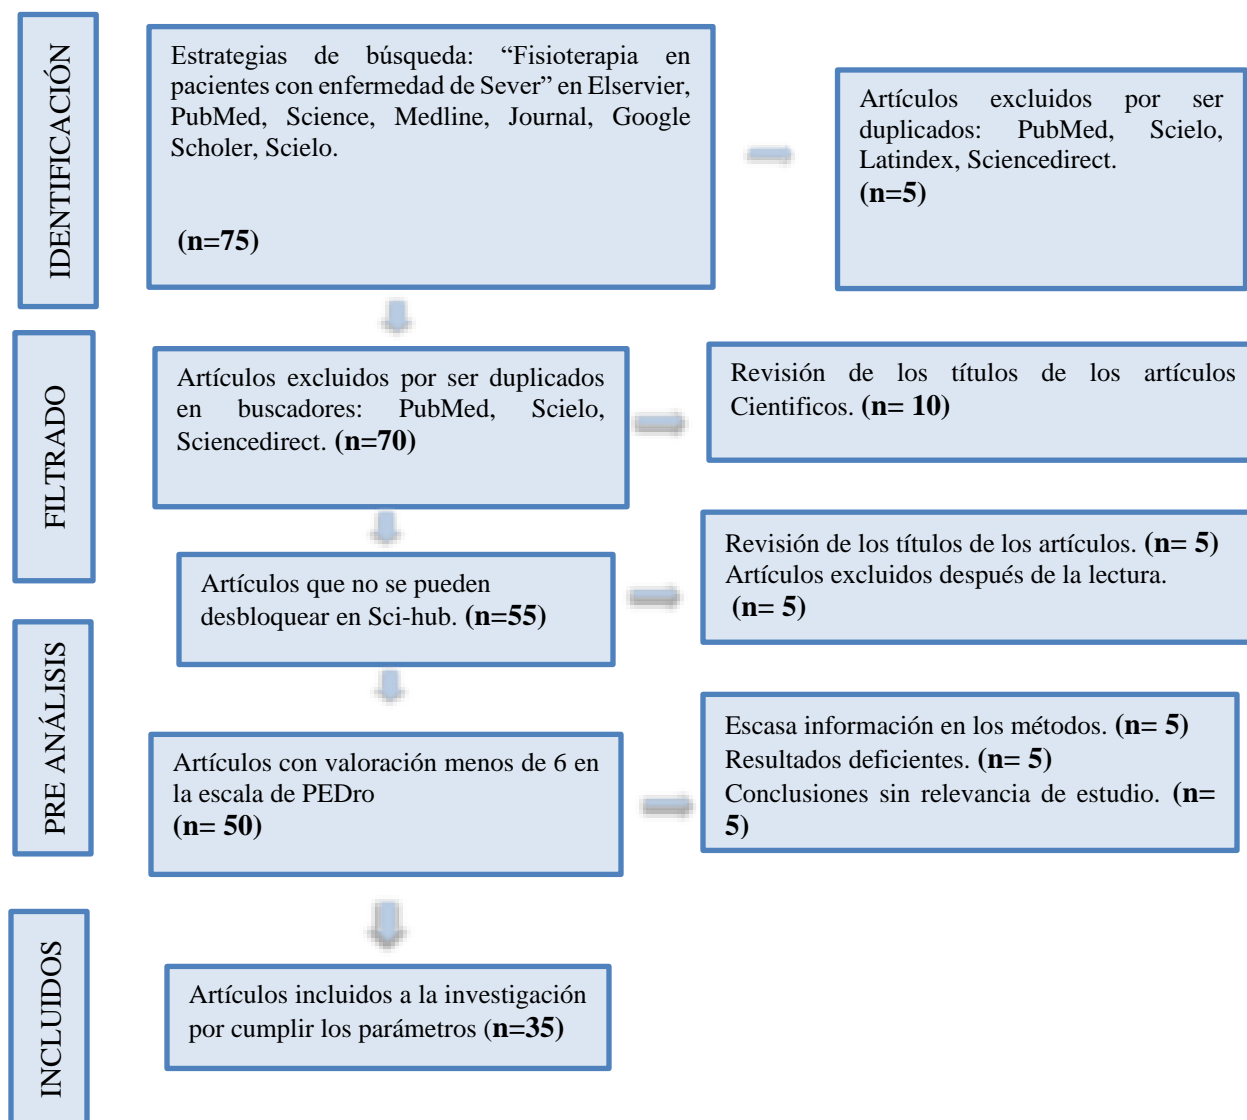 IDENTIFICACIÓN
Estrategias de búsqueda: “Fisioterapia en
pacientes con enfermedad de Sever” en Elservier,
PubMed, Science, Medline, Journal, Google
Scholer, Scielo.
(n=75)
Artículos excluidos por ser
duplicados: PubMed, Scielo,
Latindex, Sciencedirect.
(n=5)
FILTRADO
Artículos excluidos por ser duplicados
en buscadores: PubMed, Scielo,
Sciencedirect. (n=70)
Revisión de los títulos de los artículos
Cientificos. (n= 10)
Artículos que no se pueden
desbloquear en Sci-hub. (n=55)
Revisión de los títulos de los artículos. (n= 5)
Artículos excluidos después de la lectura.
(n= 5)
PRE ANÁLISIS
Artículos con valoración menos de 6 en
la escala de PEDro
(n= 50)
Escasa información en los métodos. (n= 5)
Resultados deficientes. (n= 5)
Conclusiones sin relevancia de estudio. (n=
5)
INCLUIDOS
Artículos incluidos a la investigación
por cumplir los parámetros (n=35)